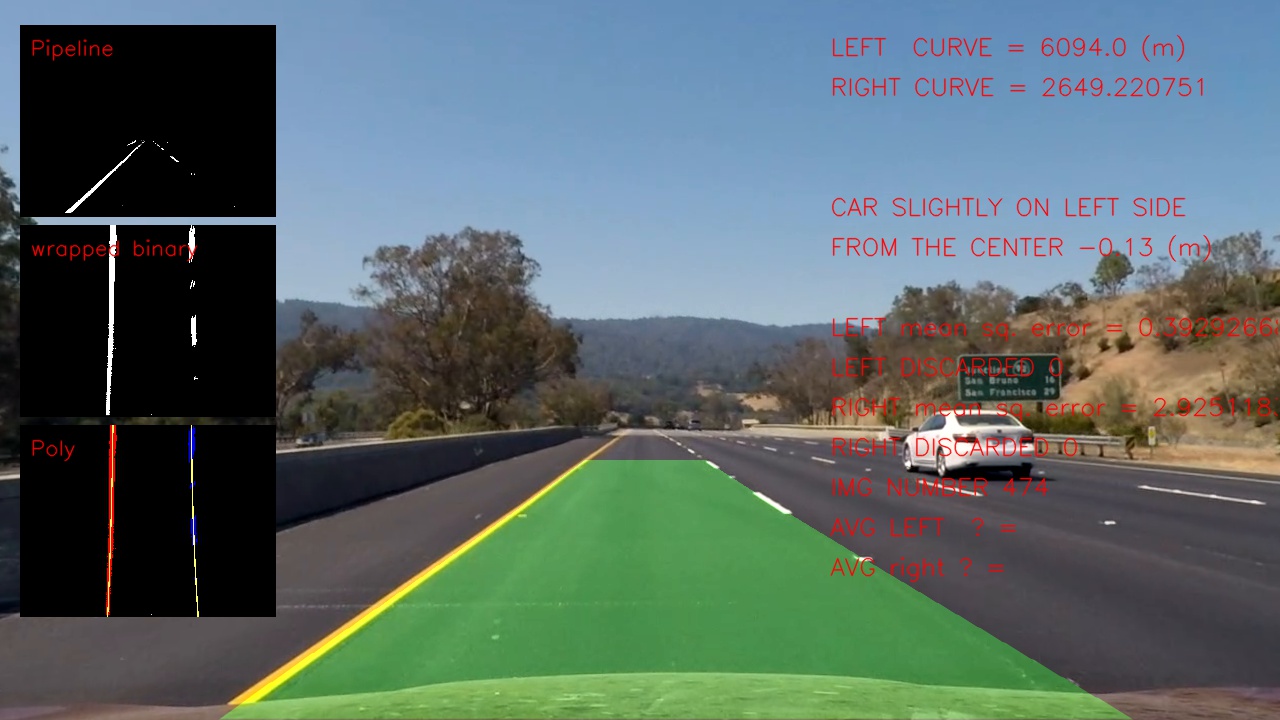 Pipeline
wrapped binary
Poly
LEFT CURVE = 6094.0 (m)
RIGHT CURVE = 2649.220751
CAR SLIGHTLY ON LEFT SIDE
FROM THE CENTER -0.13 (m)
LEFT mean sq. error = 0.3929266
LEFT DISCARDED 0
RIGHT mean sq. error = 2.925118
RIGHT DISCARDED 0
IMG NUMBER 474
AVG LEFT ? =
AVG right ? =
San Bruno 16
San Francisco 29